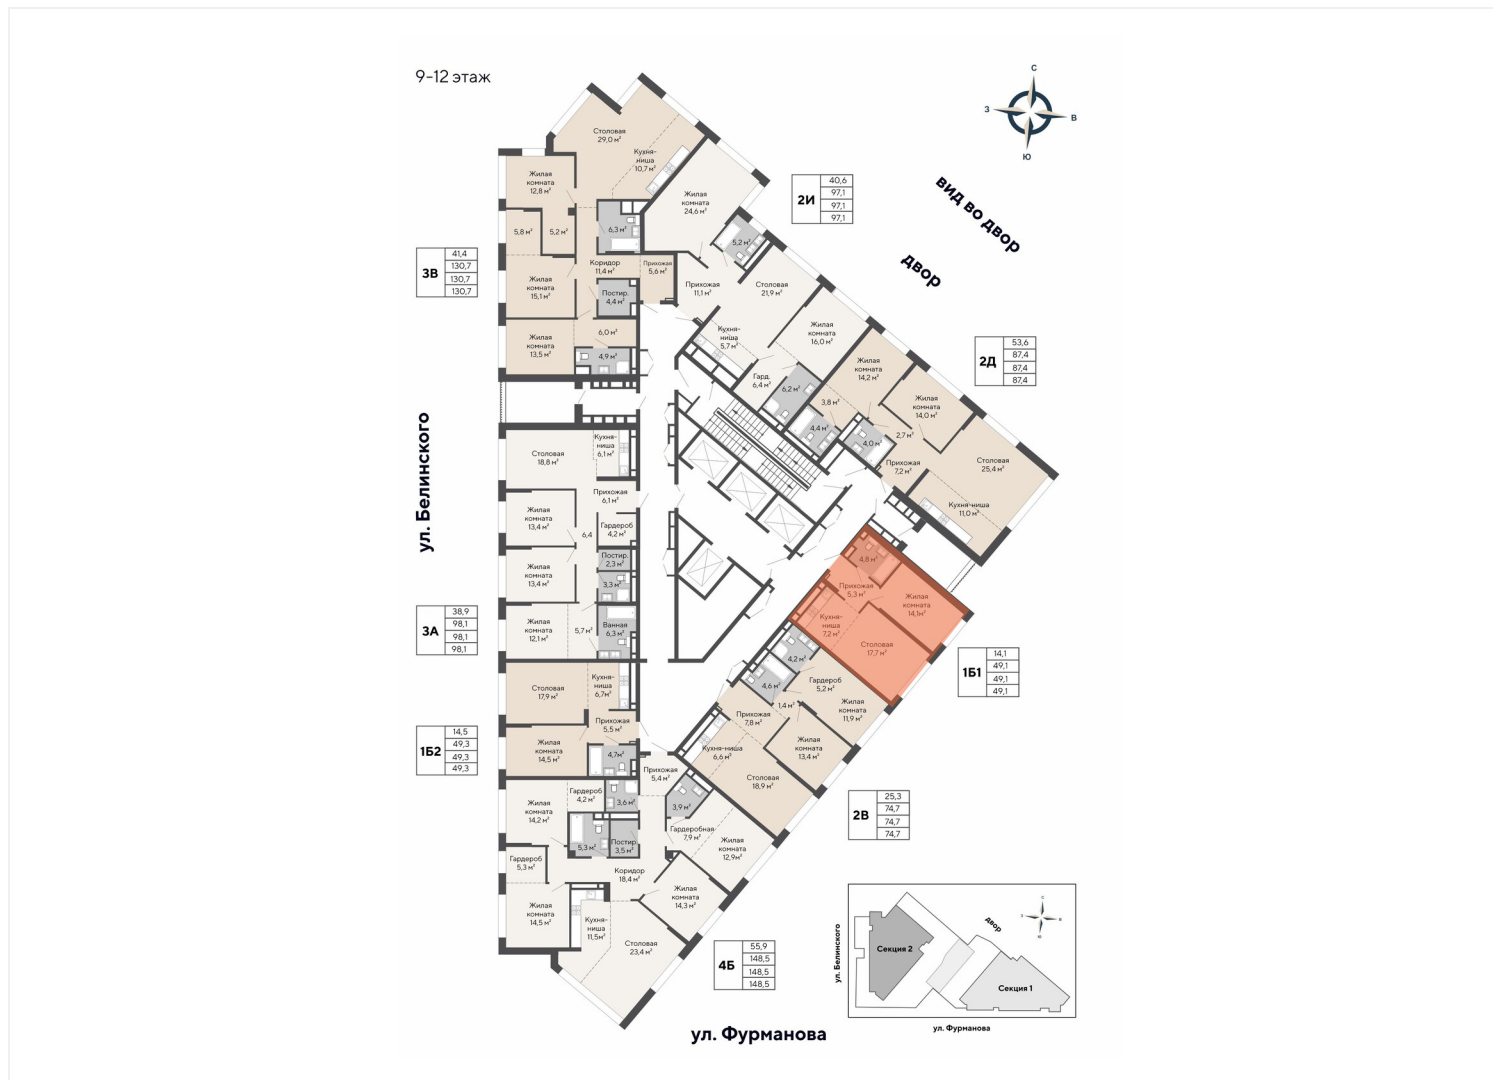 9-12 этаж
С
З
В
Ю
вид во двор
двор
ул. Белинского
ул. Фурманова
3В
41,4
130,7
130,7
130,7
Столовая
29,0 м²
Кухня-
ниша
10,7 м²
Жилая
комната
12,8 м²
5,8 м²
5,2 м²
6,3 м²
Коридор
11,4 м²
Прихожая
5,6 м²
Жилая
комната
15,1 м²
Постир.
4,4 м²
Жилая
комната
13,5 м²
6,0 м²
4,9 м²
2И
40,6
97,1
97,1
97,1
Жилая
комната
24,6 м²
5,2 м²
Прихожая
11,1 м²
Столовая
21,9 м²
Кухня-
ниша
5,7 м²
Жилая
комната
16,0 м²
Гард.
6,4 м²
6,2 м²
2Д
53,6
87,4
87,4
87,4
Жилая
комната
14,2 м²
3,8 м²
4,4 м²
Жилая
комната
14,0 м²
4,0 м²
2,7 м²
Прихожая
7,2 м²
Столовая
25,4 м²
Кухня-ниша
11,0 м²
3А
38,9
98,1
98,1
98,1
Столовая
18,8 м²
Кухня-
ниша
6,1 м²
Прихожая
6,1 м²
Жилая
комната
13,4 м²
6,4
Гардероб
4,2 м²
Постир.
2,3 м²
Жилая
комната
13,4 м²
3,3 м²
Жилая
комната
12,1 м²
5,7 м²
Ванная
6,3 м²
1Б1
14,1
49,1
49,1
49,1
4,8 м²
Прихожая
5,3 м²
Жилая
комната
14,1м²
Кухня-
ниша
7,2 м²
Столовая
17,7 м²
1Б2
14,5
49,3
49,3
49,3
Столовая
17,9 м²
Кухня-
ниша
6,7м²
Прихожая
5,5 м²
Жилая
комната
14,5 м²
4,7м²
2В
25,3
74,7
74,7
74,7
4,2 м²
4,6 м²
Гардероб
5,2 м²
1,4 м²
Жилая
комната
11,9 м²
Прихожая
7,8 м²
Жилая
комната
13,4 м²
Кухня-ниша
6,6 м²
Столовая
18,9 м²
4Б
55,9
148,5
148,5
148,5
Прихожая
5,4 м²
3,9 м²
Гардероб
4,2 м²
3,6 м²
Жилая
комната
14,2 м²
5,3 м²
Постир.
3,5 м²
Гардеробная
7,9 м²
Жилая
комната
12,9м²
Гардероб
5,3 м²
Коридор
18,4 м²
Жилая
комната
14,3 м²
Жилая
комната
14,5 м²
Кухня-
ниша
11,5м²
Столовая
23,4 м²
Секция 2
Секция 1
двор
С
З
В
Ю
ул. Белинского
ул. Фурманова